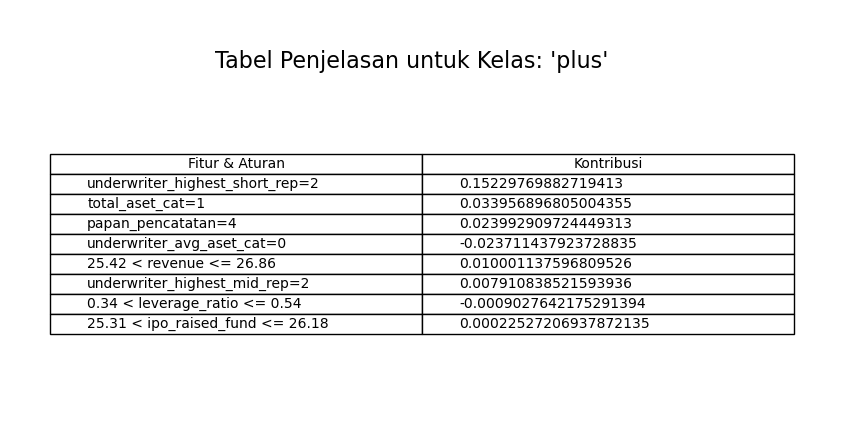 Tabel Penjelasan untuk Kelas: 'plus'
Fitur & Aturan Kontribusi
underwriter_highest_short_rep=2 0.15229769882719413
total_aset_cat=1 0.033956896805004355
papan_pencatatan=4 0.023992909724449313
underwriter_avg_aset_cat=0 -0.023711437923728835
25.42 < revenue <= 26.86 0.010001137596809526
underwriter_highest_mid_rep=2 0.007910838521593936
0.34 < leverage_ratio <= 0.54 -0.0009027642175291394
25.31 < ipo_raised_fund <= 26.18 0.00022527206937872135